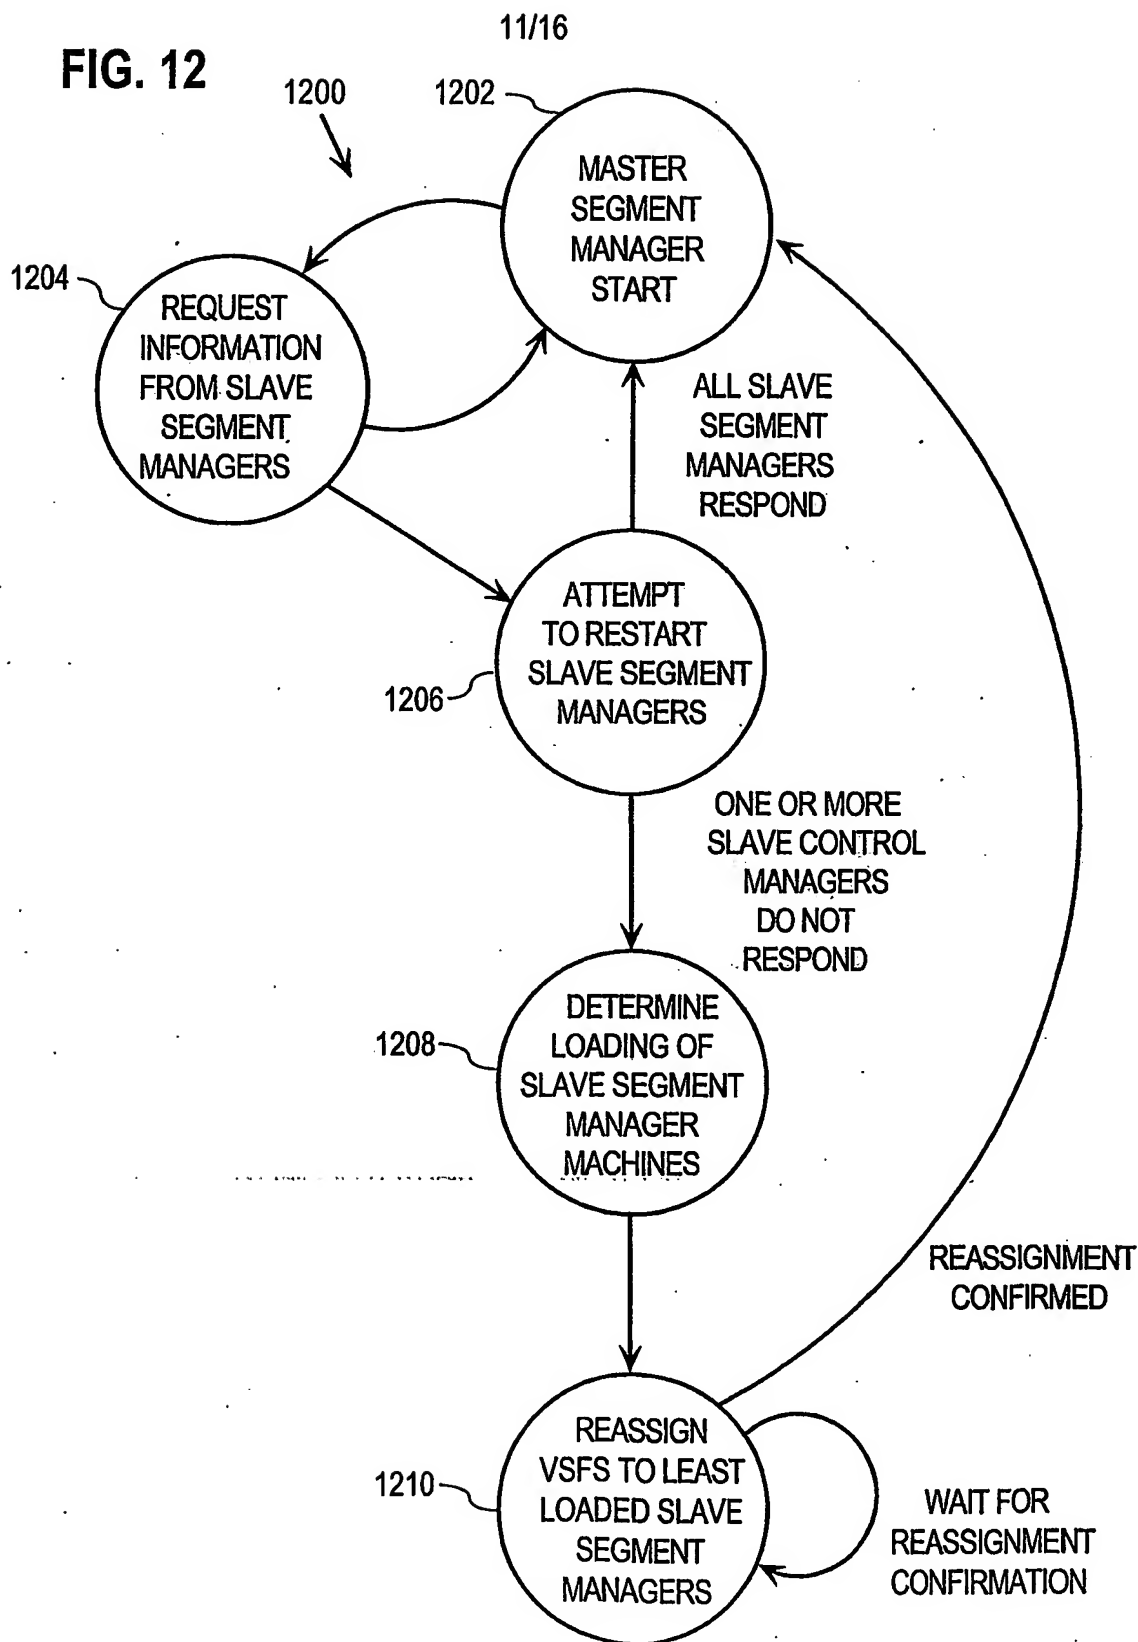 11/16
FIG. 12
1200
1202
MASTER
SEGMENT
MANAGER
START
1204
REQUEST
INFORMATION
FROM SLAVE
SEGMENT
MANAGERS
ALL SLAVE
SEGMENT
MANAGERS
RESPOND
1206
ATTEMPT
TO RESTART
SLAVE SEGMENT
MANAGERS
ONE OR MORE
SLAVE CONTROL
MANAGERS
DO NOT
RESPOND
1208
DETERMINE
LOADING OF
SLAVE SEGMENT
MANAGER
MACHINES
REASSIGNMENT
CONFIRMED
1210
REASSIGN
VSFS TO LEAST
LOADED SLAVE
SEGMENT
MANAGERS
WAIT FOR
REASSIGNMENT
CONFIRMATION